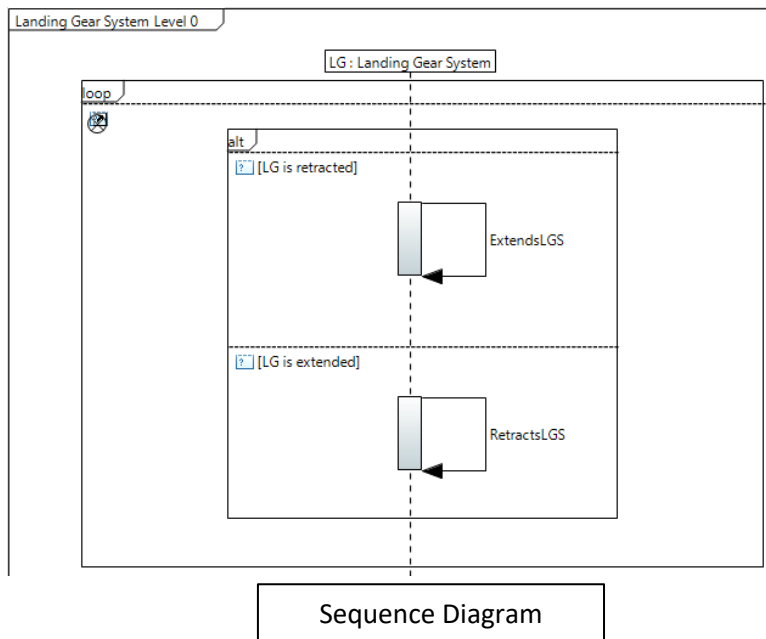 Landing Gear System Level 0
LG : Landing Gear System
loop
alt
? [LG is retracted]
ExtendsLGS
? [LG is extended]
RetractsLGS
Sequence Diagram